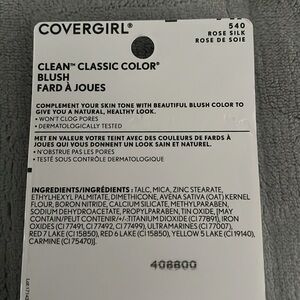 COVERGIRL®
540
ROSE SILK
ROSE DE SOIE
CLEAN™ CLASSIC COLOR®
BLUSH
FARD À JOUES
COMPLEMENT YOUR SKIN TONE WITH BEAUTIFUL BLUSH COLOR TO
GIVE YOU A NATURAL, HEALTHY LOOK.
• WON'T CLOG PORES
• DERMATOLOGICALLY TESTED
MET EN VALEUR VOTRE TEINT AVEC DES COULEURS DE FARDS À
JOUES QUI VOUS DONNENT UN LOOK SAIN ET NATUREL.
• N'OBSTRUE PAS LES PORES
• TESTÉ SOUS CONTRÔLE DERMATOLOGIQUE
INGREDIENTS/INGRÉDIENTS: TALC, MICA, ZINC STEARATE,
ETHYLHEXYL PALMITATE, DIMETHICONE, AVENA SATIVA (OAT) KERNEL
FLOUR, BORON NITRIDE, CALCIUM SILICATE, METHYLPARABEN,
SODIUM DEHYDROACETATE, PROPYLPARABEN, TIN OXIDE, [MAY
CONTAIN/PEUT CONTENIR/+/-:TITANIUM DIOXIDE (CI 77891), IRON
OXIDES (CI 77491, CI 77492, CI 77499), ULTRAMARINES (CI 77007),
RED 7 LAKE (CI 15850), RED 6 LAKE (CI 15850), YELLOW 5 LAKE (CI 19140),
CARMINE (CI 75470)].